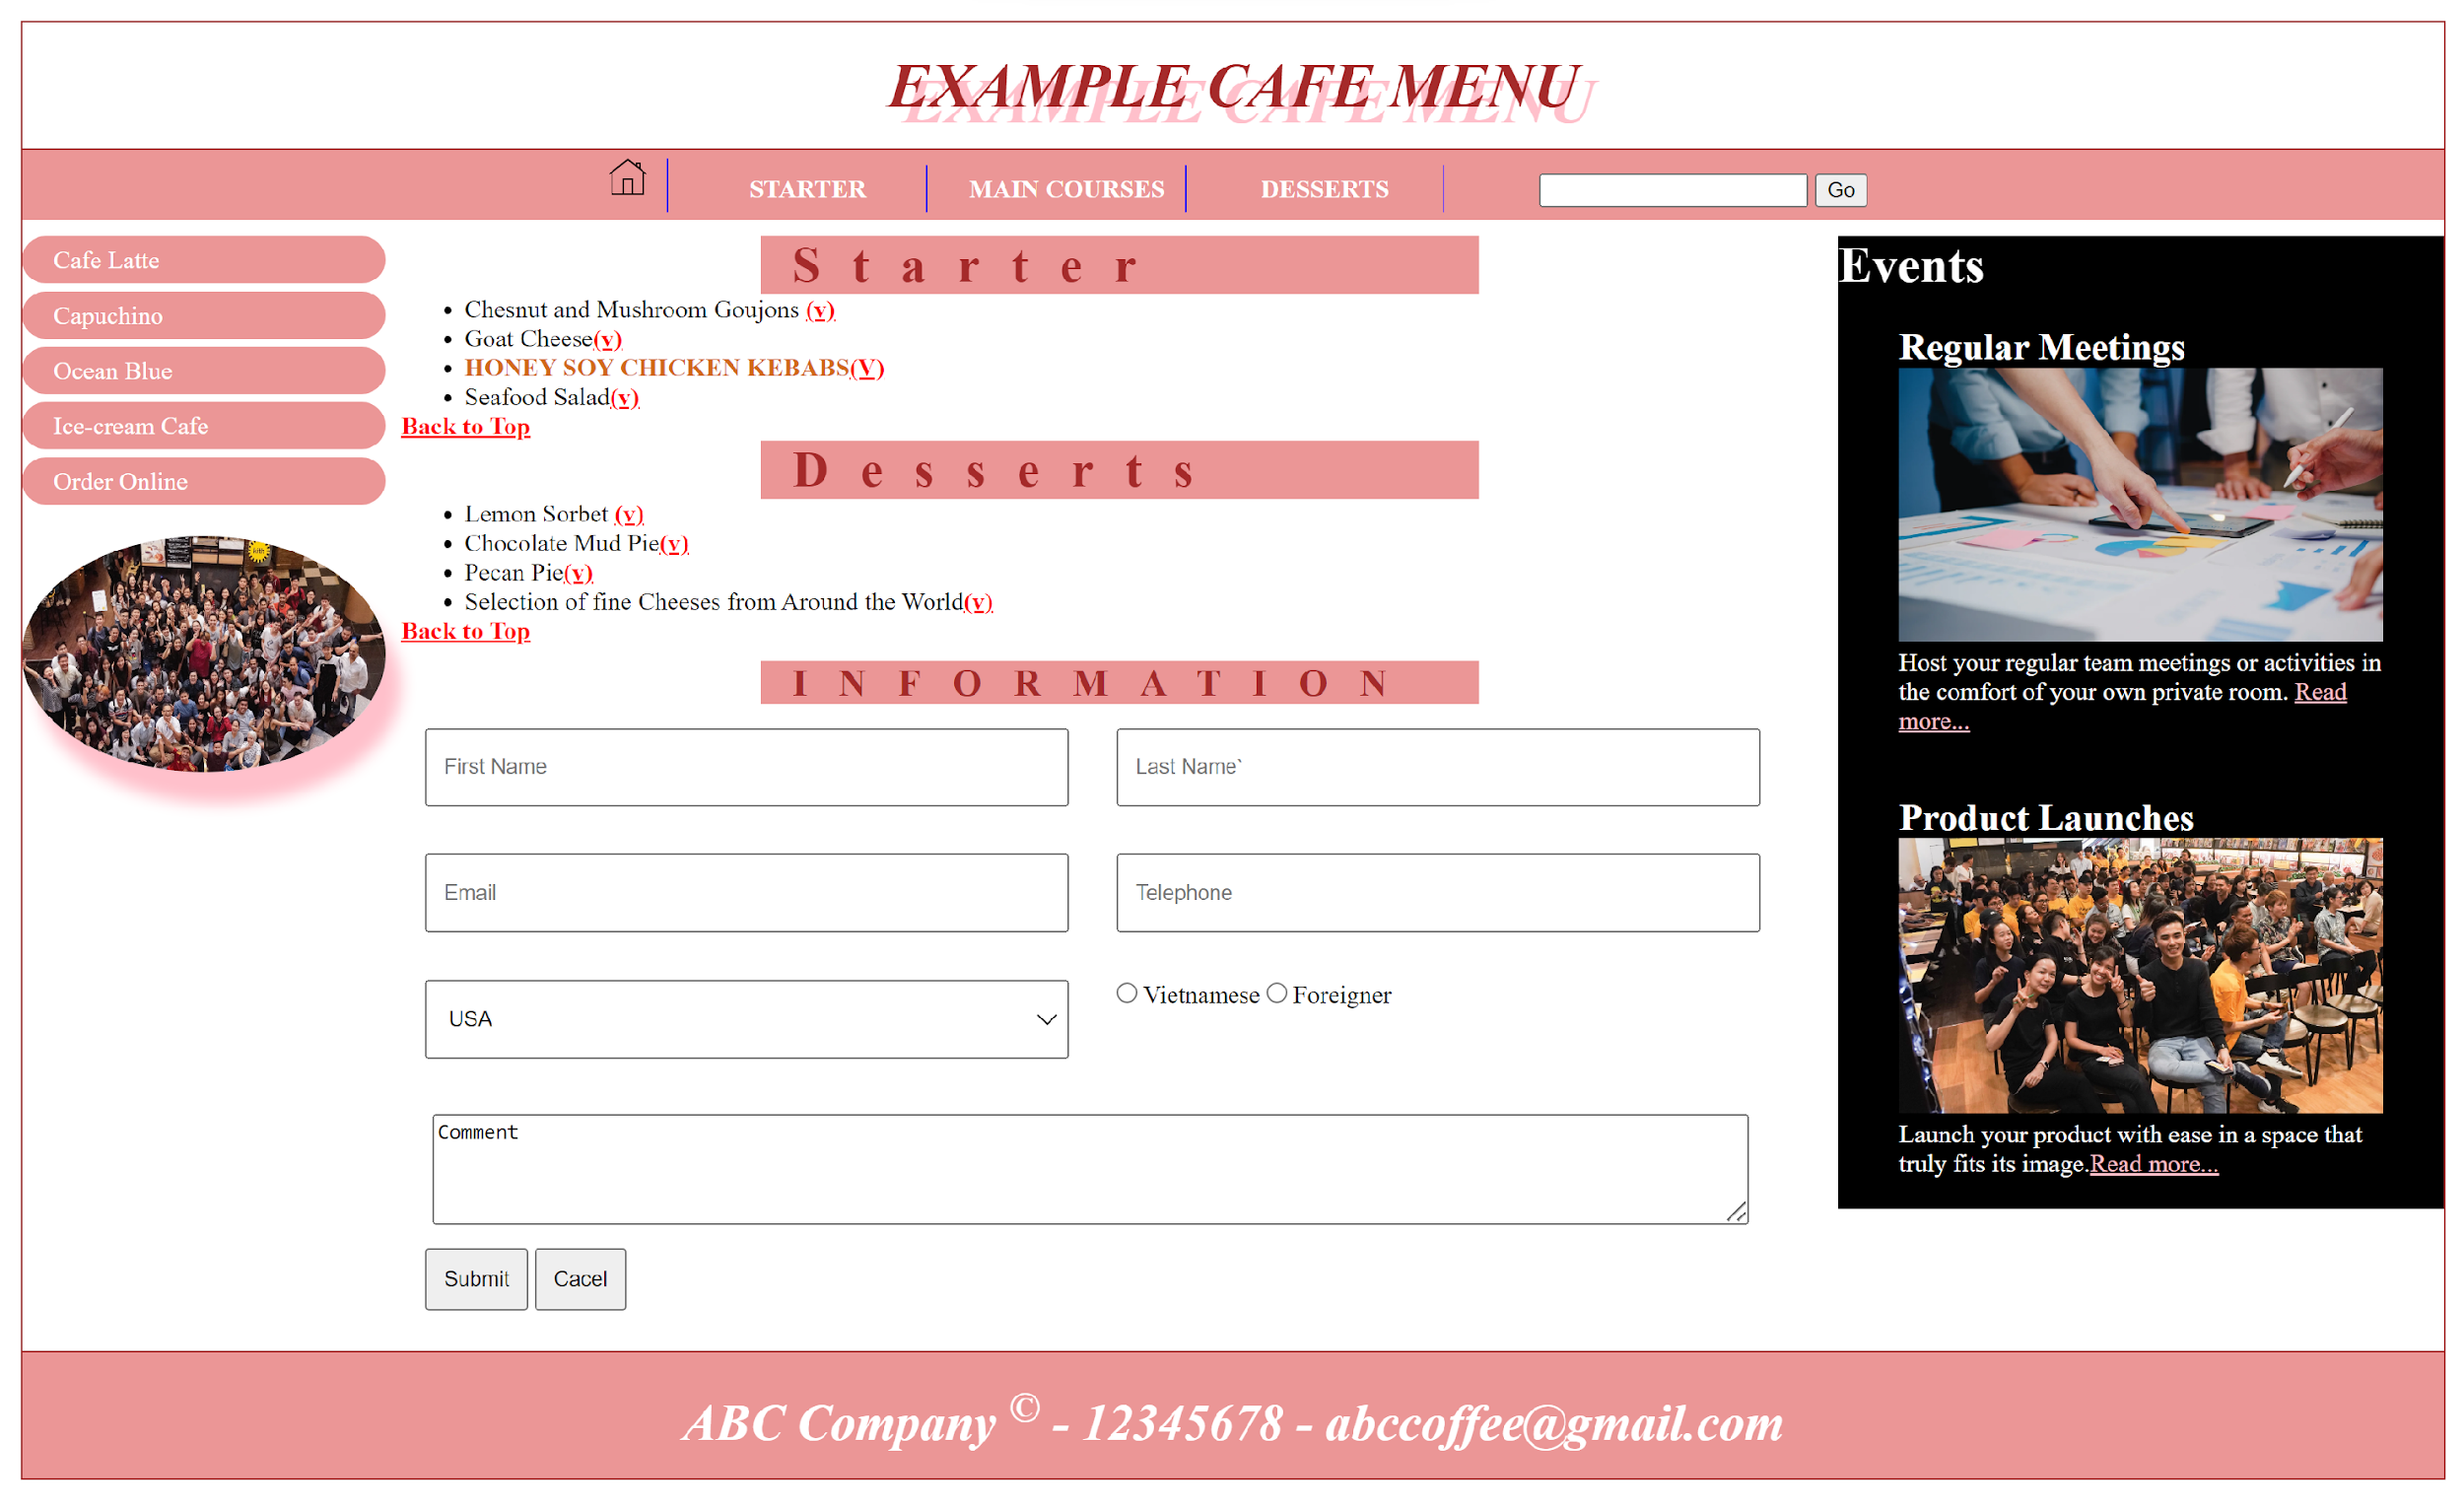 EXAMPLE CAFE MENU
STARTER
MAIN COURSES
DESSERTS
Go
Cafe Latte
Capuchino
Ocean Blue
Ice-cream Cafe
Order Online
kith
Starter
Chesnut and Mushroom Goujons (v)
Goat Cheese(v)
HONEY SOY CHICKEN KEBABS(V)
Seafood Salad(v)
Back to Top
Desserts
Lemon Sorbet (v)
Chocolate Mud Pie(v)
Pecan Pie(v)
Selection of fine Cheeses from Around the World(v)
Back to Top
INFORMATION
First Name
Last Name`
Email
Telephone
USA
Vietnamese
Foreigner
Comment
Submit
Cacel
Events
Regular Meetings
Host your regular team meetings or activities in
the comfort of your own private room. Read
more...
Product Launches
Launch your product with ease in a space that
truly fits its image.Read more...
ABC Company © - 12345678 - abccoffee@gmail.com